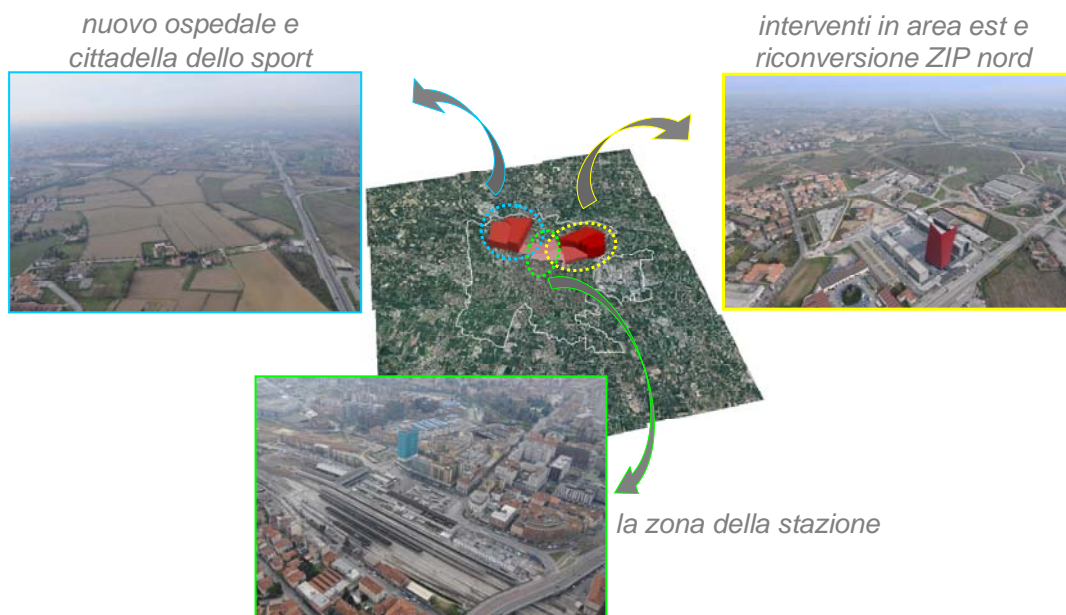 nuovo ospedale e
cittadella dello sport
interventi in area est e
riconversione ZIP nord
la zona della stazione